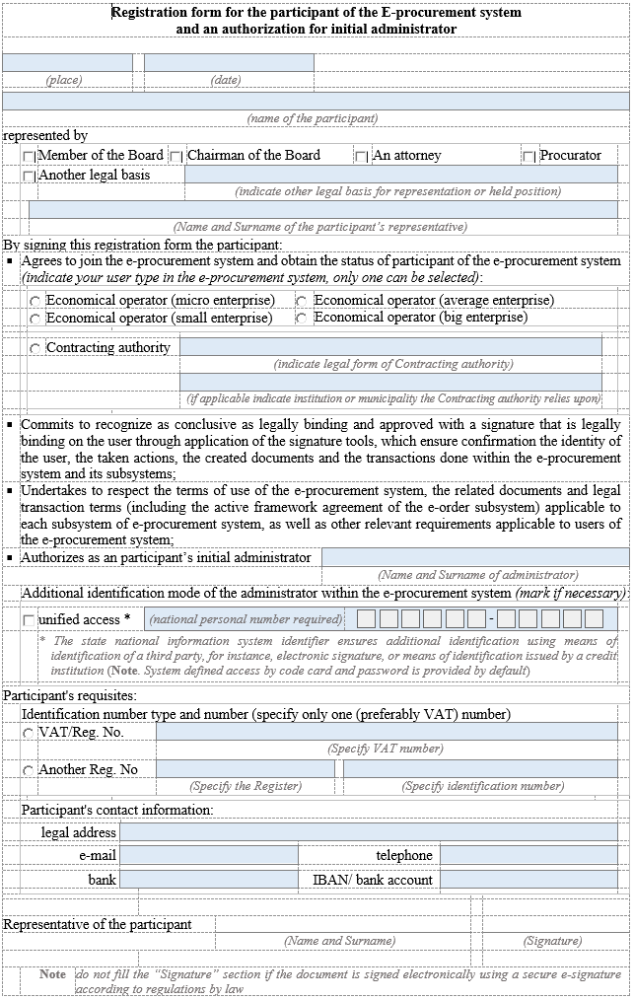 Registration form for the participant of the E-procurement system
and an authorization for initial administrator
(place) (date)
(name of the participant)
represented by
Member of the Board Chairman of the Board An attorney Procurator
Another legal basis
(indicate other legal basis for representation or held position)
(Name and Surname of the participant's representative)
By signing this registration form the participant:
▪ Agrees to join the e-procurement system and obtain the status of participant of the e-procurement system
(indicate your user type in the e-procurement system, only one can be selected):
Economical operator (micro enterprise) Economical operator (average enterprise)
Economical operator (small enterprise) Economical operator (big enterprise)
Contracting authority
(indicate legal form of Contracting authority)
(if applicable indicate institution or municipality the Contracting authority relies upon)
▪ Commits to recognize as conclusive as legally binding and approved with a signature that is legally
binding on the user through application of the signature tools, which ensure confirmation the identity of
the user, the taken actions, the created documents and the transactions done within the e-procurement
system and its subsystems;
▪ Undertakes to respect the terms of use of the e-procurement system, the related documents and legal
transaction terms (including the active framework agreement of the e-order subsystem) applicable to
each subsystem of e-procurement system, as well as other relevant requirements applicable to users of
the e-procurement system;
▪ Authorizes as an participant's initial administrator
(Name and Surname of administrator)
Additional identification mode of the administrator within the e-procurement system (mark if necessary):
unified access * (national personal number required) -
* The state national information system identifier ensures additional identification using means of
identification of a third party, for instance, electronic signature, or means of identification issued by a credit
institution (Note. System defined access by code card and password is provided by default)
Participant's requisites:
Identification number type and number (specify only one (preferably VAT) number)
VAT/Reg. No.
(Specify VAT number)
Another Reg. No
(Specify the Register) (Specify identification number)
Participant's contact information:
legal address
e-mail telephone
bank IBAN/ bank account
Representative of the participant
(Name and Surname) (Signature)
Note do not fill the “Signature” section if the document is signed electronically using a secure e-signature
according to regulations by law